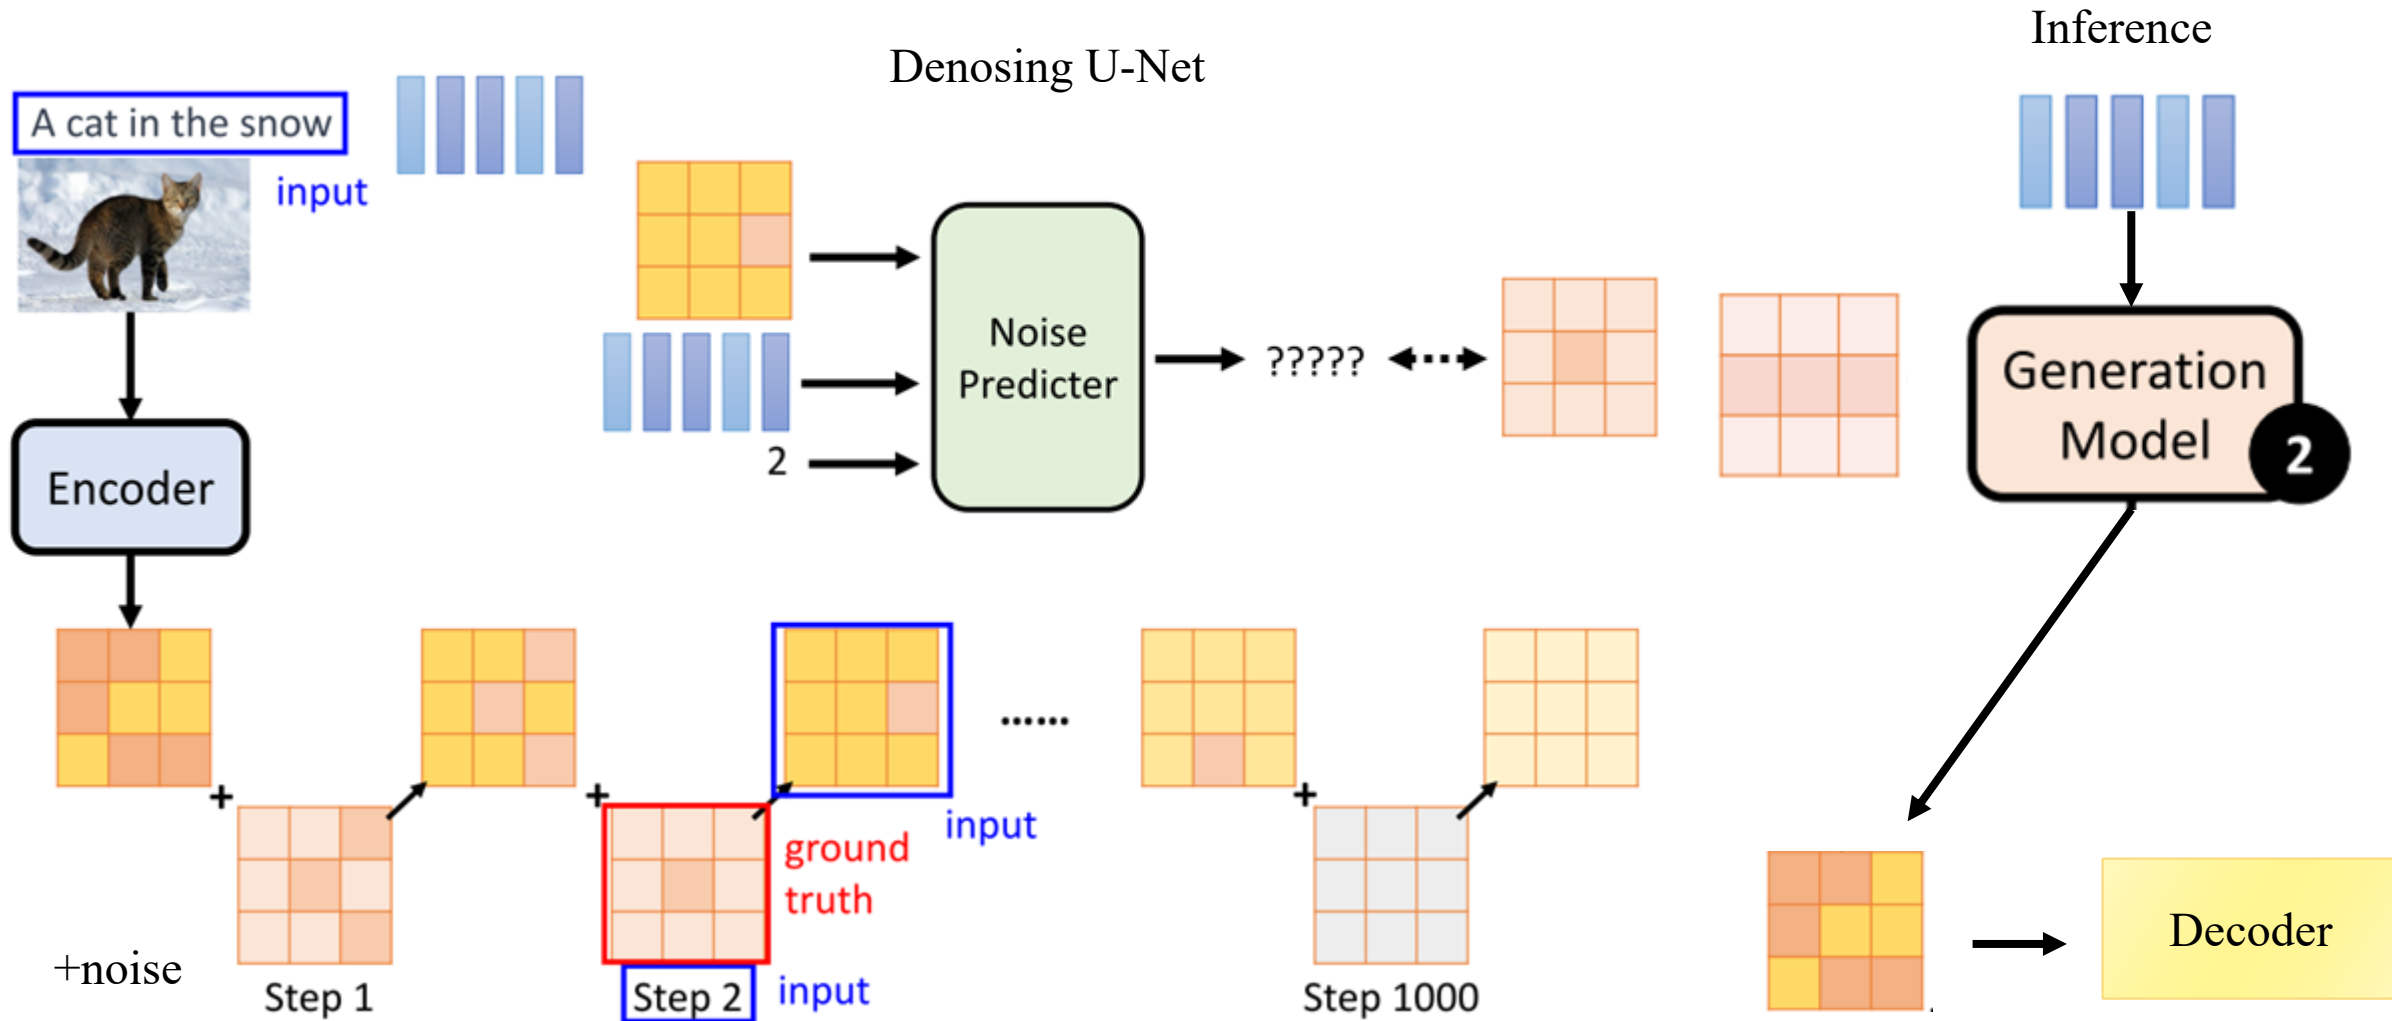 Denosing U-Net
Inference
A cat in the snow
input
Noise
Predicter
?????
2
Generation
Model
2
Encoder
+
+
......
+
input
ground
truth
Decoder
+noise
Step 1
Step 2
input
Step 1000